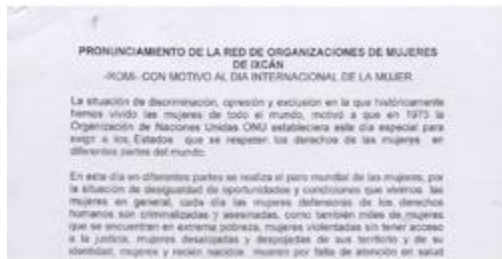 PRONUNCIAMIENTO DE LA RED DE ORGANIZACIONES DE MUJERES
DE IXCÁN
-ROMI- CON MOTIVO AL DIA INTERNACIONAL DE LA MUJER
La situación de discriminación, opresión y exclusión en la que históricamente
hemos vivido las mujeres de todo el mundo, motivó a que en 1975 la
Organización de Naciones Unidas ONU estableciera este día especial para
exigir a los Estados que se respeten los derechos de las mujeres en
diferentes partes del mundo.
En este día en diferentes partes se realiza el paro mundial de las mujeres, por
la situación de desigualdad de oportunidades y condiciones que vivimos las
mujeres en general, cada día las mujeres defensoras de los derechos
humanos son criminalizadas y asesinadas, como también miles de mujeres
que se encuentran en extrema pobreza, mujeres violentadas sin tener acceso
a la justicia, mujeres desalojadas y despojadas de sus territorio y de su
identidad, mujeres y recién nacidos mueren por falta de atención en salud